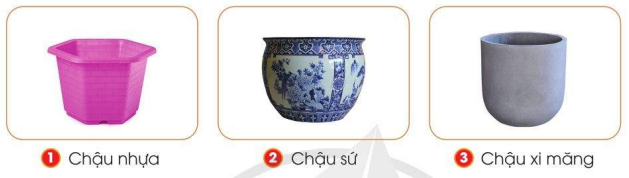 1 Chậu nhựa
2 Chậu sứ
3 Chậu xi măng